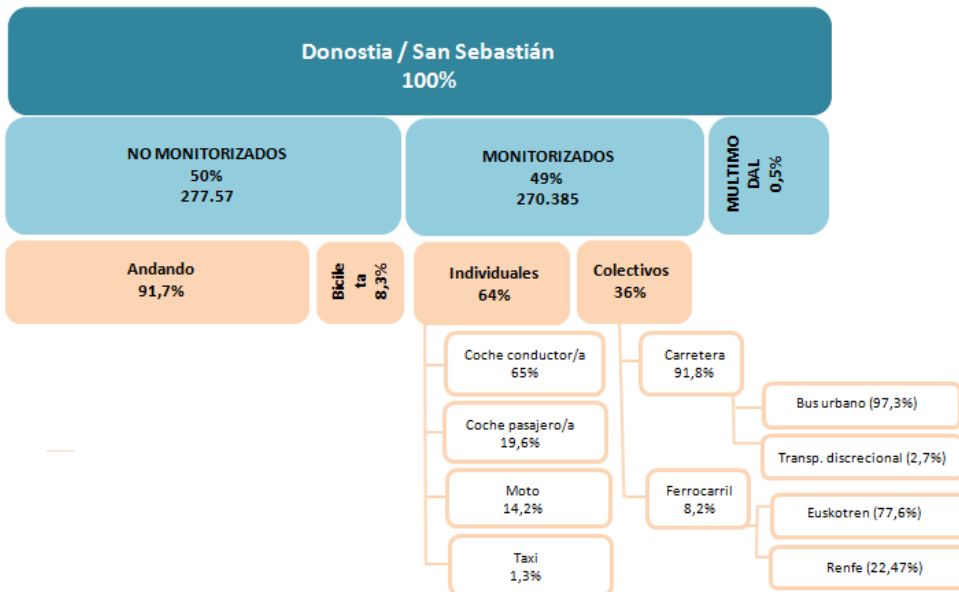 Donostia / San Sebastián
100%
NO MONITORIZADOS
50%
277.57
MONITORIZADOS
49%
270.385
MULTIMO
DAL
0,5%
Andando
91,7%
Bicile
ta
8,3%
Individuales
64%
Colectivos
36%
Coche conductor/a
65%
Coche pasajero/a
19,6%
Moto
14,2%
Taxi
1,3%
Carretera
91,8%
Bus urbano (97,3%)
Transp. discrecional (2,7%)
Ferrocarril
8,2%
Euskotren (77,6%)
Renfe (22,47%)